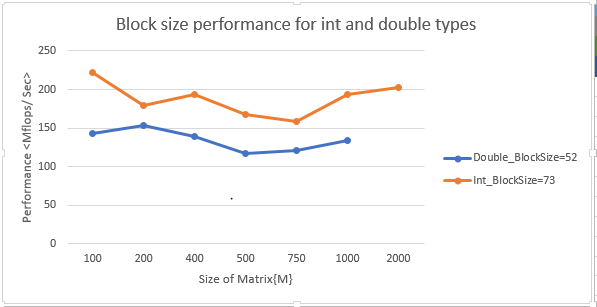 Block size performance for int and double types
250
200
150
100
50
0
Performance <Mflops/ Sec>
100 200 400 500 750 1000 2000
Size of Matrix{M}
Double_BlockSize=52
Int_BlockSize=73